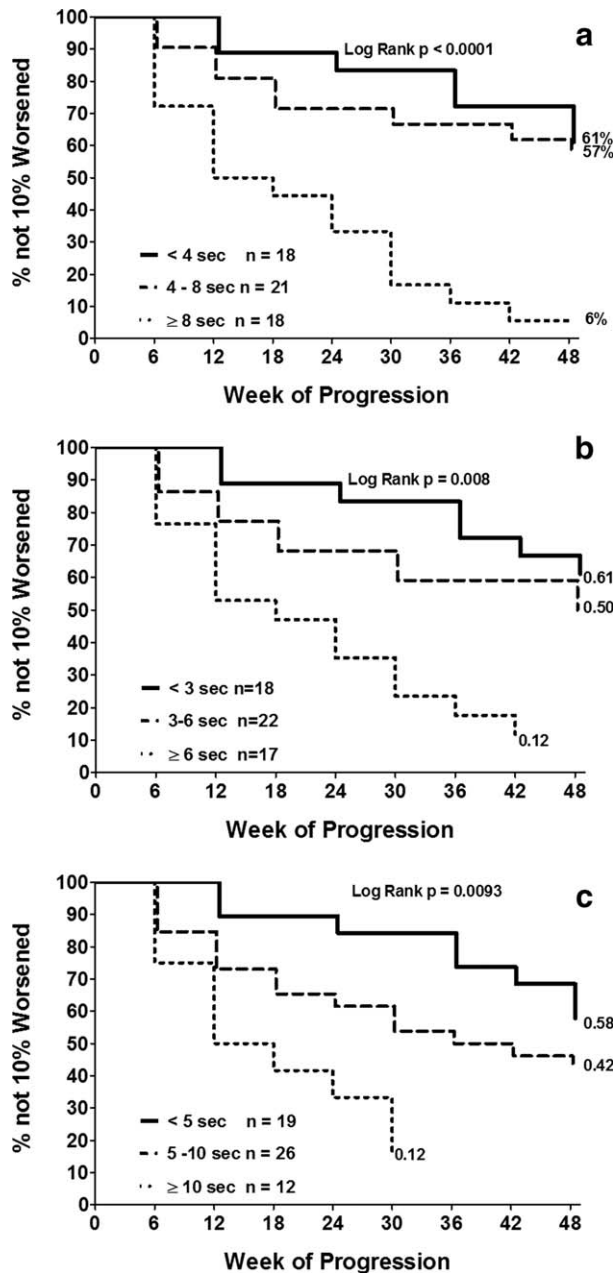 a
Log Rank p < 0.0001
100
90
80
70
60
50
40
30
20
10
0
% not 10% Worsened
61%
57%
6%
< 4 sec n = 18
4 - 8 sec n = 21
≥ 8 sec n = 18
0 6 12 18 24 30 36 42 48
Week of Progression
b
Log Rank p = 0.008
100
90
80
70
60
50
40
30
20
10
0
% not 10% Worsened
0.61
0.50
0.12
< 3 sec n=18
3-6 sec n=22
≥ 6 sec n=17
0 6 12 18 24 30 36 42 48
Week of Progression
c
Log Rank p = 0.0093
100
90
80
70
60
50
40
30
20
10
0
% not 10% Worsened
0.58
0.42
0.12
< 5 sec n = 19
5 -10 sec n = 26
≥ 10 sec n = 12
0 6 12 18 24 30 36 42 48
Week of Progression